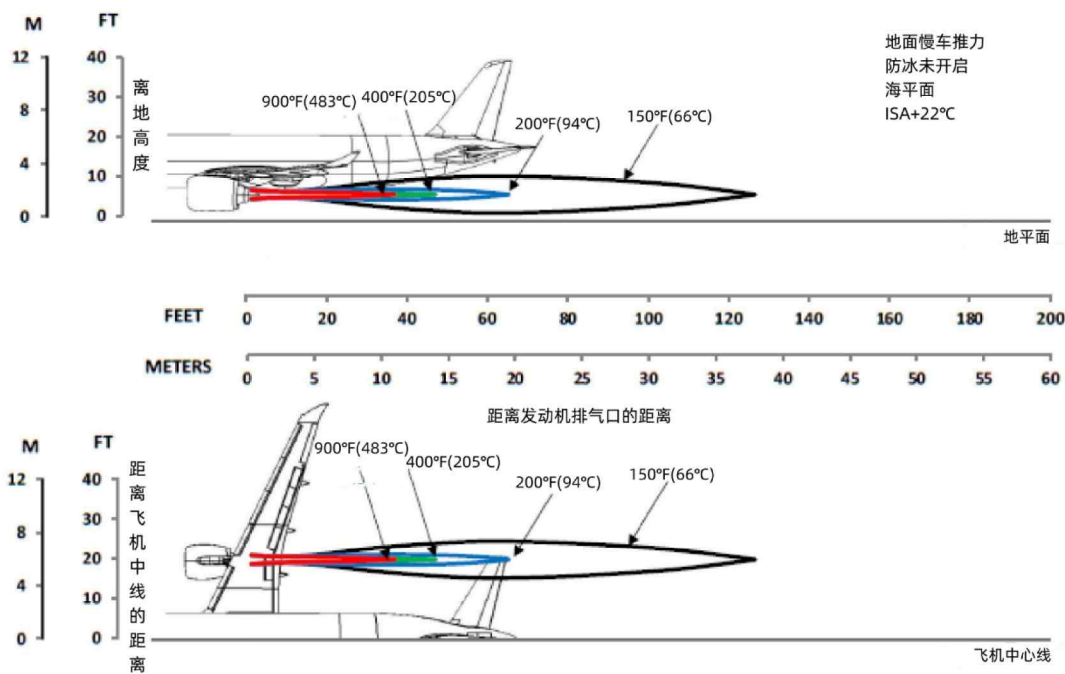 M FT
12 40
30
8
20
4
10
0 0
离地高度
900℉(483℃) 400℉(205℃)
200℉(94℃)
150℉(66℃)
地面慢车推力
防冰未开启
海平面
ISA+22℃
地平面
FEET 0 20 40 60 80 100 120 140 160 180 200
METERS 0 5 10 15 20 25 30 35 40 45 50 55 60
距离发动机排气口的距离
M FT
12 40
30
8
20
4
10
0 0
距离飞机中线的距离
900℉(483℃)
400℉(205℃)
200℉(94℃)
150℉(66℃)
飞机中心线